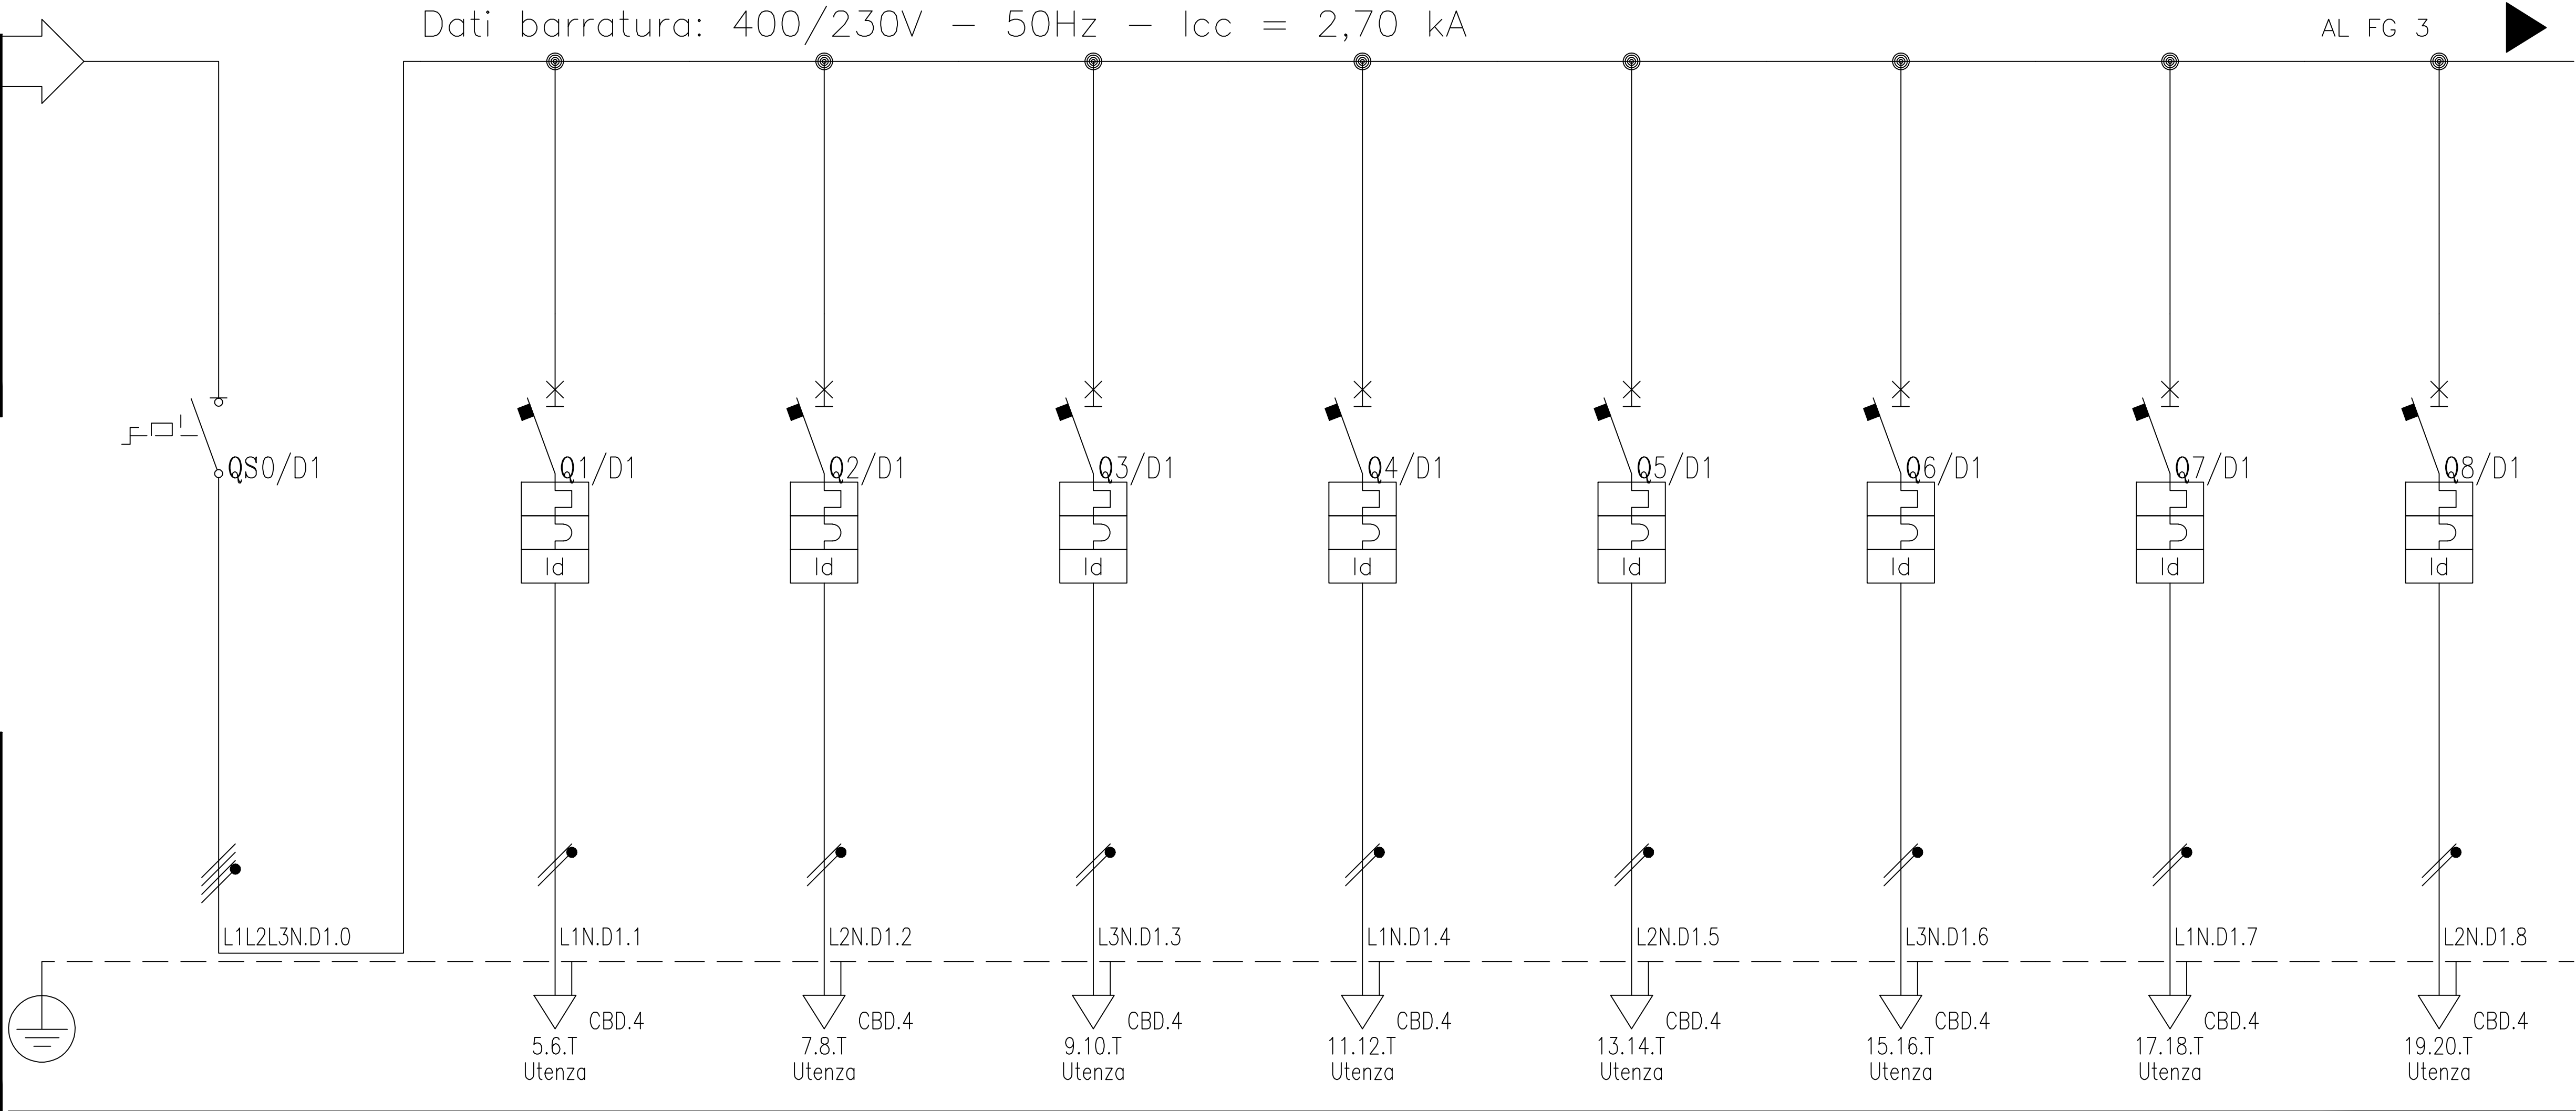 Dati barratura: 400/230V - 50Hz - Icc = 2,70 kA
AL FG 3
QS0/D1
Q1/D1
Q2/D1
Q3/D1
Q4/D1
Q5/D1
Q6/D1
Q7/D1
Q8/D1
Id
Id
Id
Id
Id
Id
Id
Id
L1L2L3N.D1.0
L1N.D1.1
L2N.D1.2
L3N.D1.3
L1N.D1.4
L2N.D1.5
L3N.D1.6
L1N.D1.7
L2N.D1.8
CBD.4
CBD.4
CBD.4
CBD.4
CBD.4
CBD.4
CBD.4
CBD.4
5.6.T
Utenza
7.8.T
Utenza
9.10.T
Utenza
11.12.T
Utenza
13.14.T
Utenza
15.16.T
Utenza
17.18.T
Utenza
19.20.T
Utenza